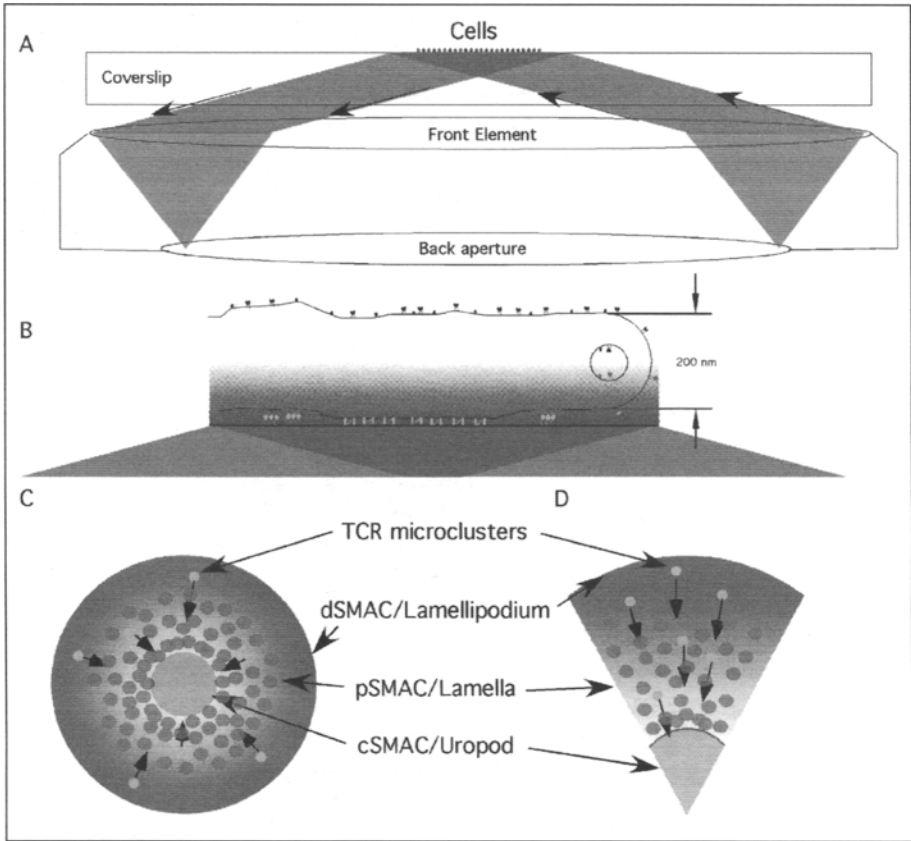 A
Cells
Coverslip
Front Element
Back aperture
B
200 nm
C
D
TCR microclusters
dSMAC/Lamellipodium
pSMAC/Lamella
cSMAC/Uropod